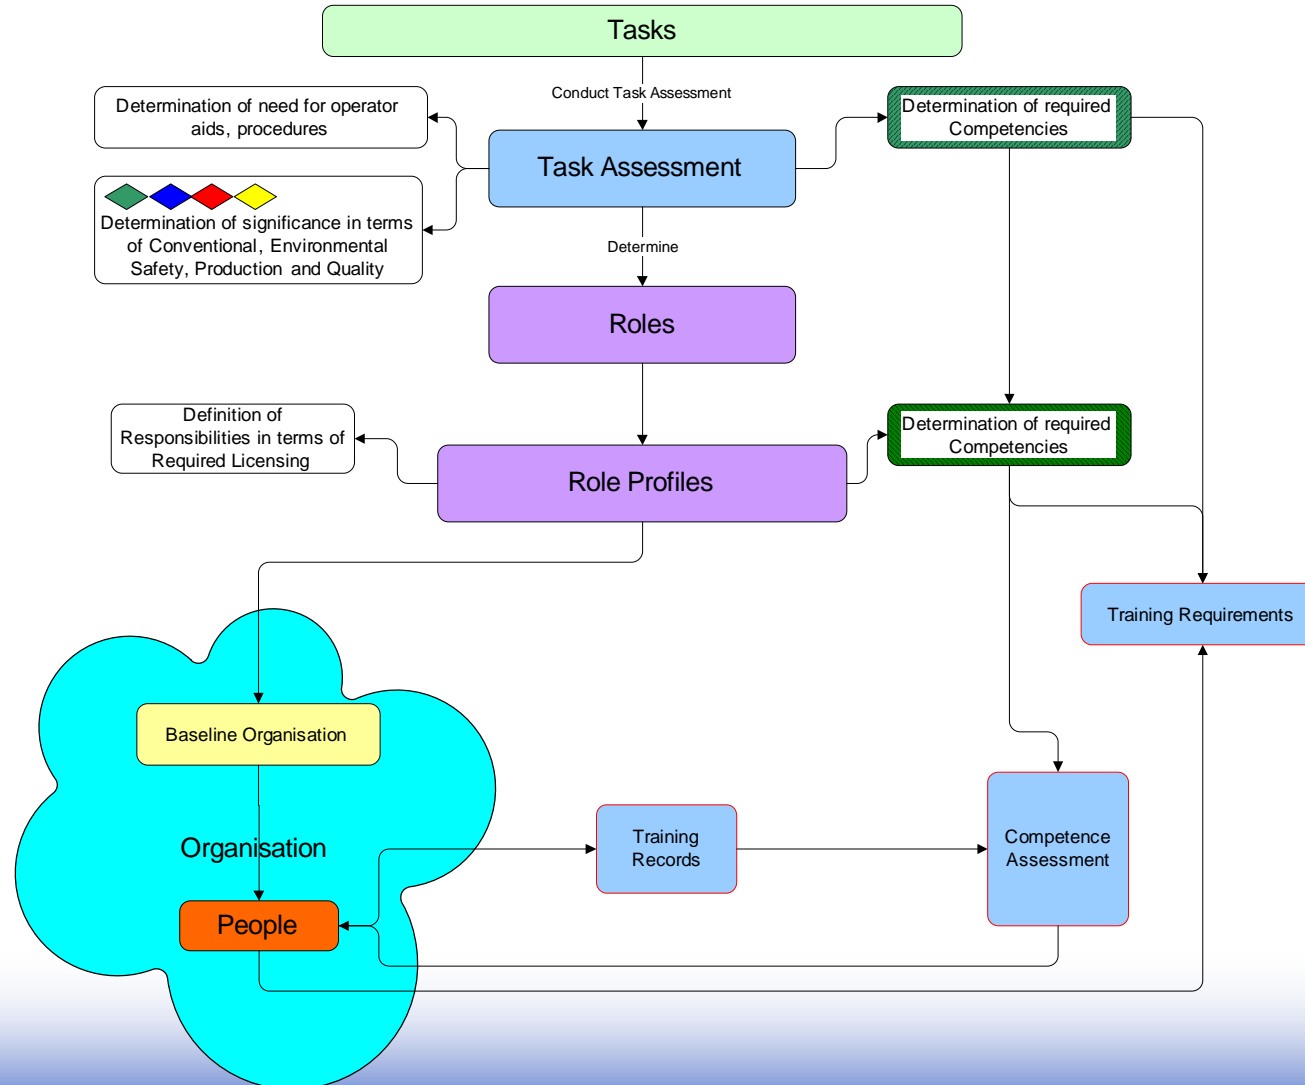 Tasks
Conduct Task Assessment
Determination of need for operator
aids, procedures
Determination of required
Competencies
Task Assessment
Determination of significance in terms
of Conventional, Environmental
Safety, Production and Quality
Determine
Roles
Definition of
Responsibilities in terms of
Required Licensing
Determination of required
Competencies
Role Profiles
Training Requirements
Baseline Organisation
Organisation
Training
Records
Competence
Assessment
People